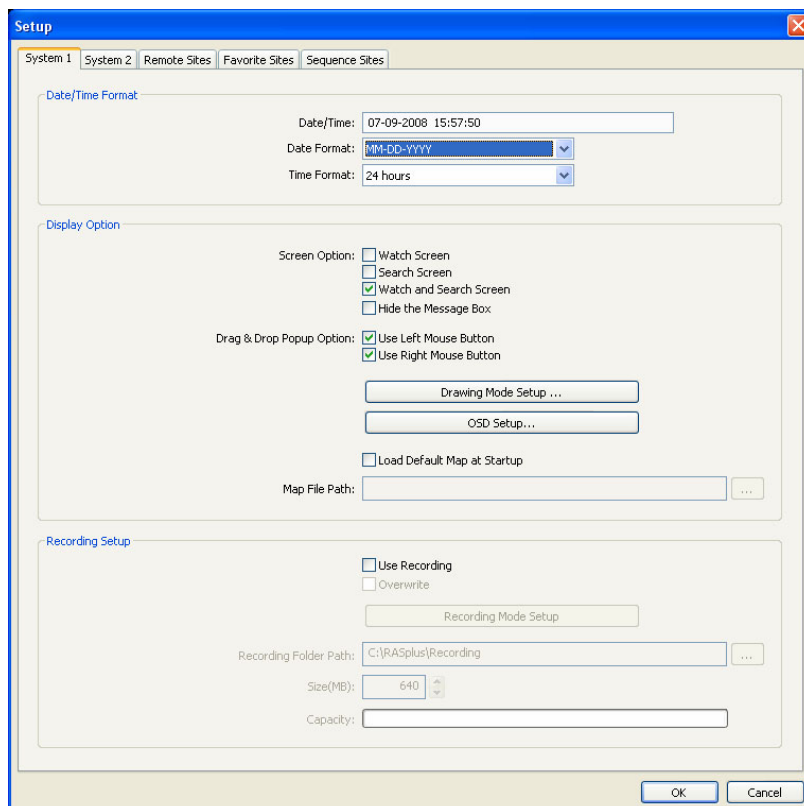 Setup
System 1 System 2 Remote Sites Favorite Sites Sequence Sites
Date/Time Format
Date/Time: 07-09-2008 15:57:50
Date Format: MM-DD-YYYY
Time Format: 24 hours
Display Option
Screen Option: Watch Screen
Search Screen
Watch and Search Screen
Hide the Message Box
Drag & Drop Popup Option: Use Left Mouse Button
Use Right Mouse Button
Drawing Mode Setup ...
OSD Setup...
Load Default Map at Startup
Map File Path: ...
Recording Setup
Use Recording
Overwrite
Recording Mode Setup
Recording Folder Path: C:\RASplus\Recording ...
Size(MB): 640
Capacity:
OK Cancel